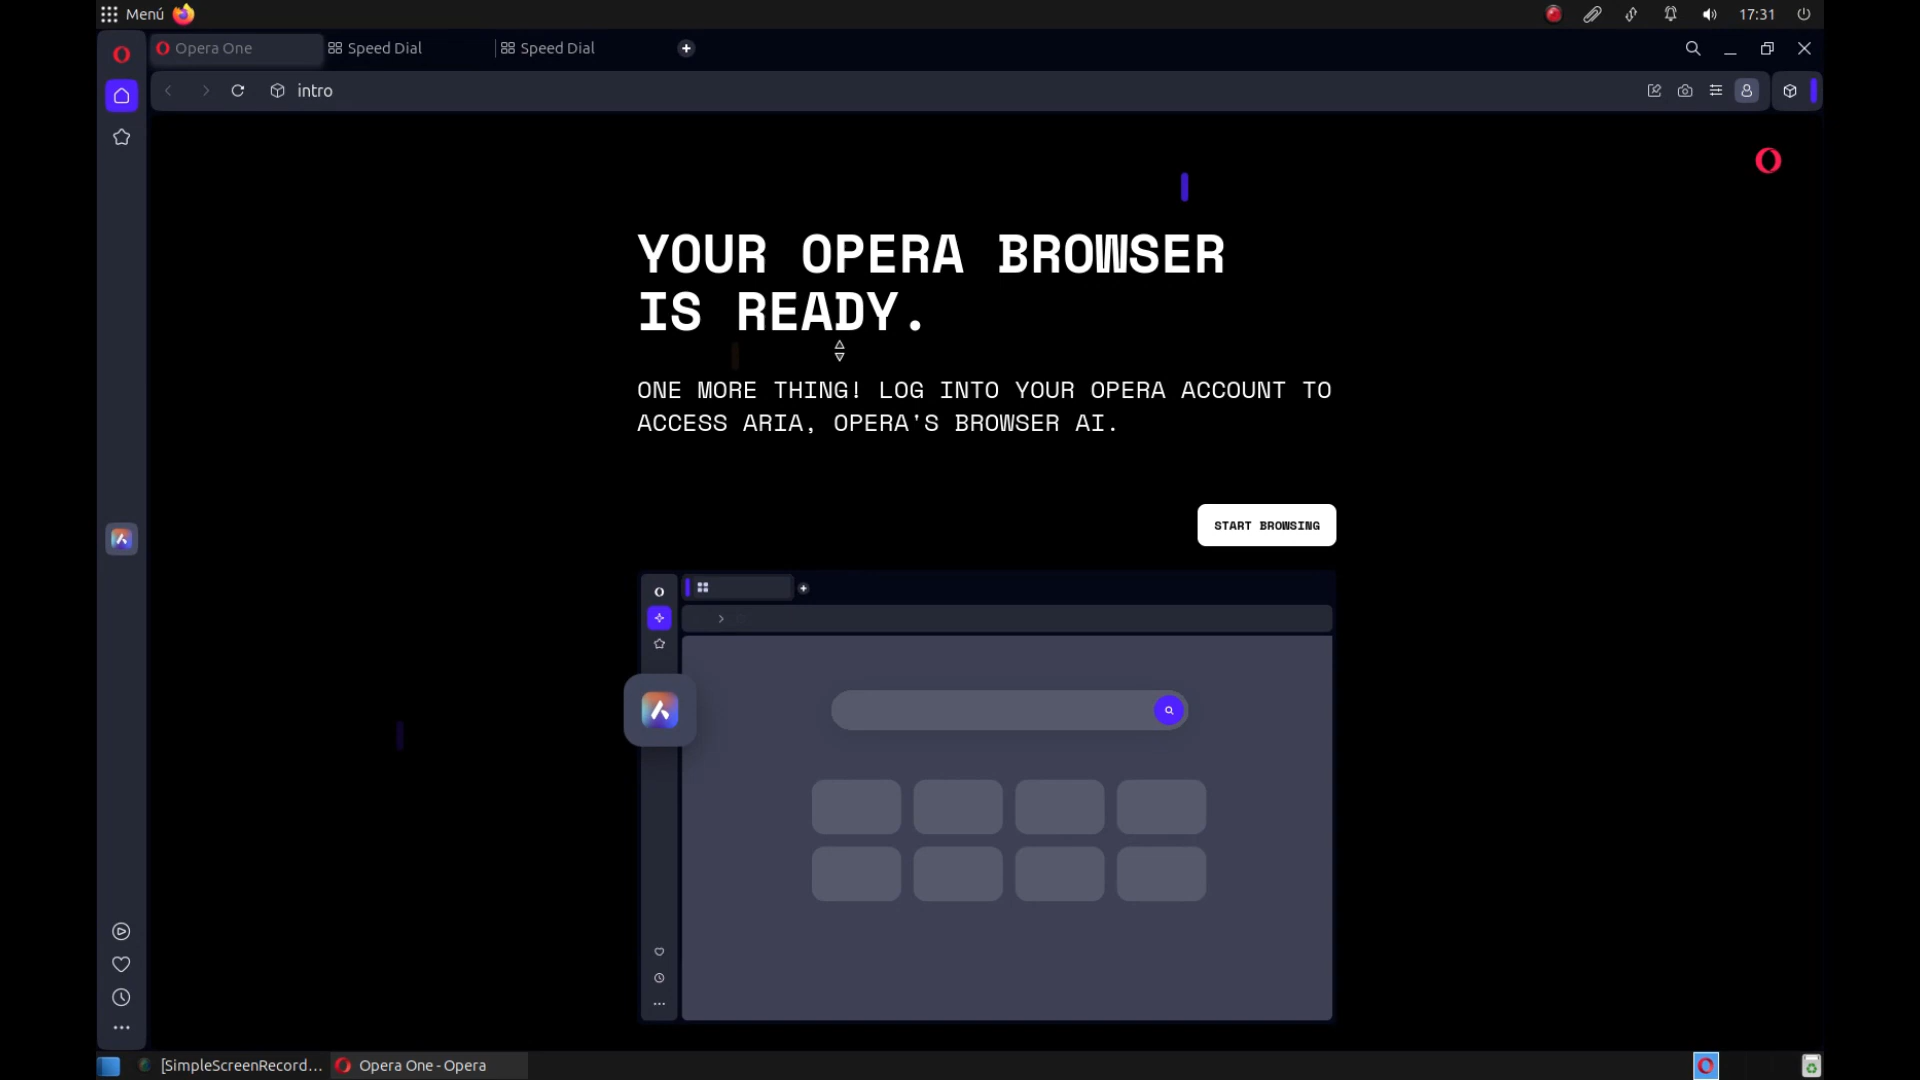 Menú
17:31
Opera One
Speed Dial
Speed Dial
intro
YOUR OPERA BROWSER
IS READY.
ONE MORE THING! LOG INTO YOUR OPERA ACCOUNT TO
ACCESS ARIA, OPERA'S BROWSER AI.
START BROWSING
[SimpleScreenRecord...
Opera One - Opera